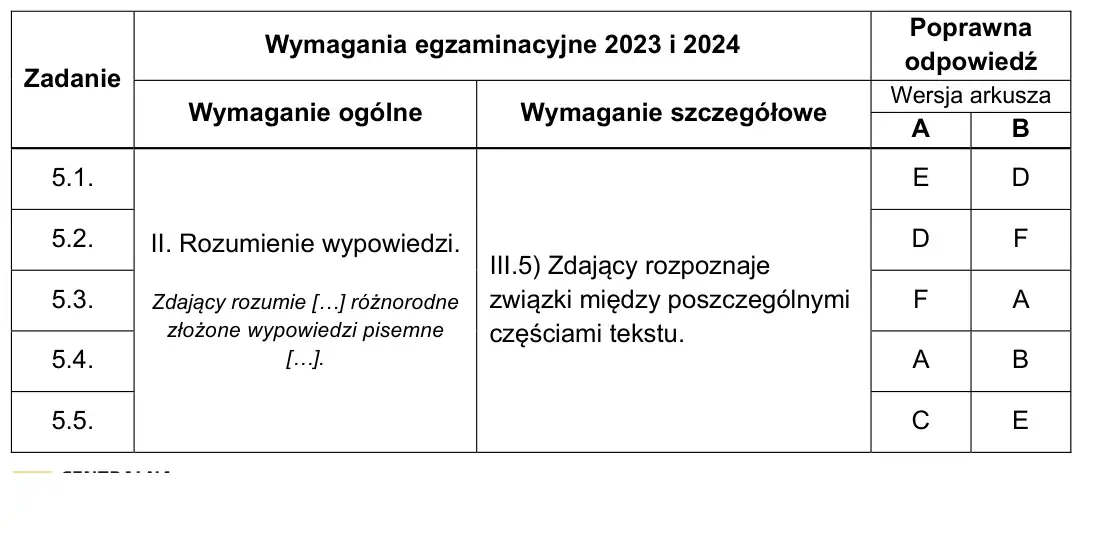 Zadanie
Wymagania egzaminacyjne 2023 i 2024
Poprawna
odpowiedź
Wymaganie ogólne
Wymaganie szczegółowe
Wersja arkusza
A B
5.1. E D
5.2. D F
5.3. F A
5.4. A B
5.5. C E
II. Rozumienie wypowiedzi.
Zdający rozumie […] różnorodne
złożone wypowiedzi pisemne
[…].
III.5) Zdający rozpoznaje
związki między poszczególnymi
częściami tekstu.